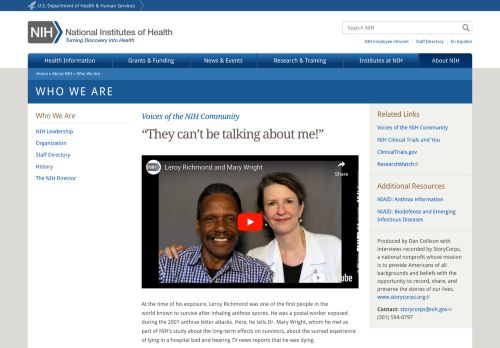 U.S. Department of Health & Human Services
NIH
National Institutes of Health
Turning Discovery Into Health
Search NIH
NIH Employee Intranet
Staff Directory
En Español
Health Information
Grants & Funding
News & Events
Research & Training
Institutes at NIH
About NIH
Home » About NIH » Who We Are
WHO WE ARE
Who We Are
NIH Leadership
Organization
Staff Directory
History
The NIH Director
Voices of the NIH Community
“They can’t be talking about me!”
NIH
Leroy Richmond and Mary Wright
Share
YouTube
At the time of his exposure, Leroy Richmond was one of the first people in the
world known to survive after inhaling anthrax spores. He was a postal worker exposed
during the 2001 anthrax letter attacks. Here, he tells Dr. Mary Wright, whom he met as
part of NIH’s study about the long-term effects on survivors, about the surreal experience
of lying in a hospital bed and hearing TV news reports that he was dying.
Related Links
Voices of the NIH Community
NIH Clinical Trials and You
ClinicalTrials.gov
ResearchMatch
Additional Resources
NIAID: Anthrax information
NIAID: Biodefense and Emerging
Infectious Diseases
Produced by Dan Collison with
interviews recorded by StoryCorps,
a national nonprofit whose mission
is to provide Americans of all
backgrounds and beliefs with the
opportunity to record, share, and
preserve the stories of our lives.
www.storycorps.org
Contact: storycorps@nih.gov
(301) 594-0797